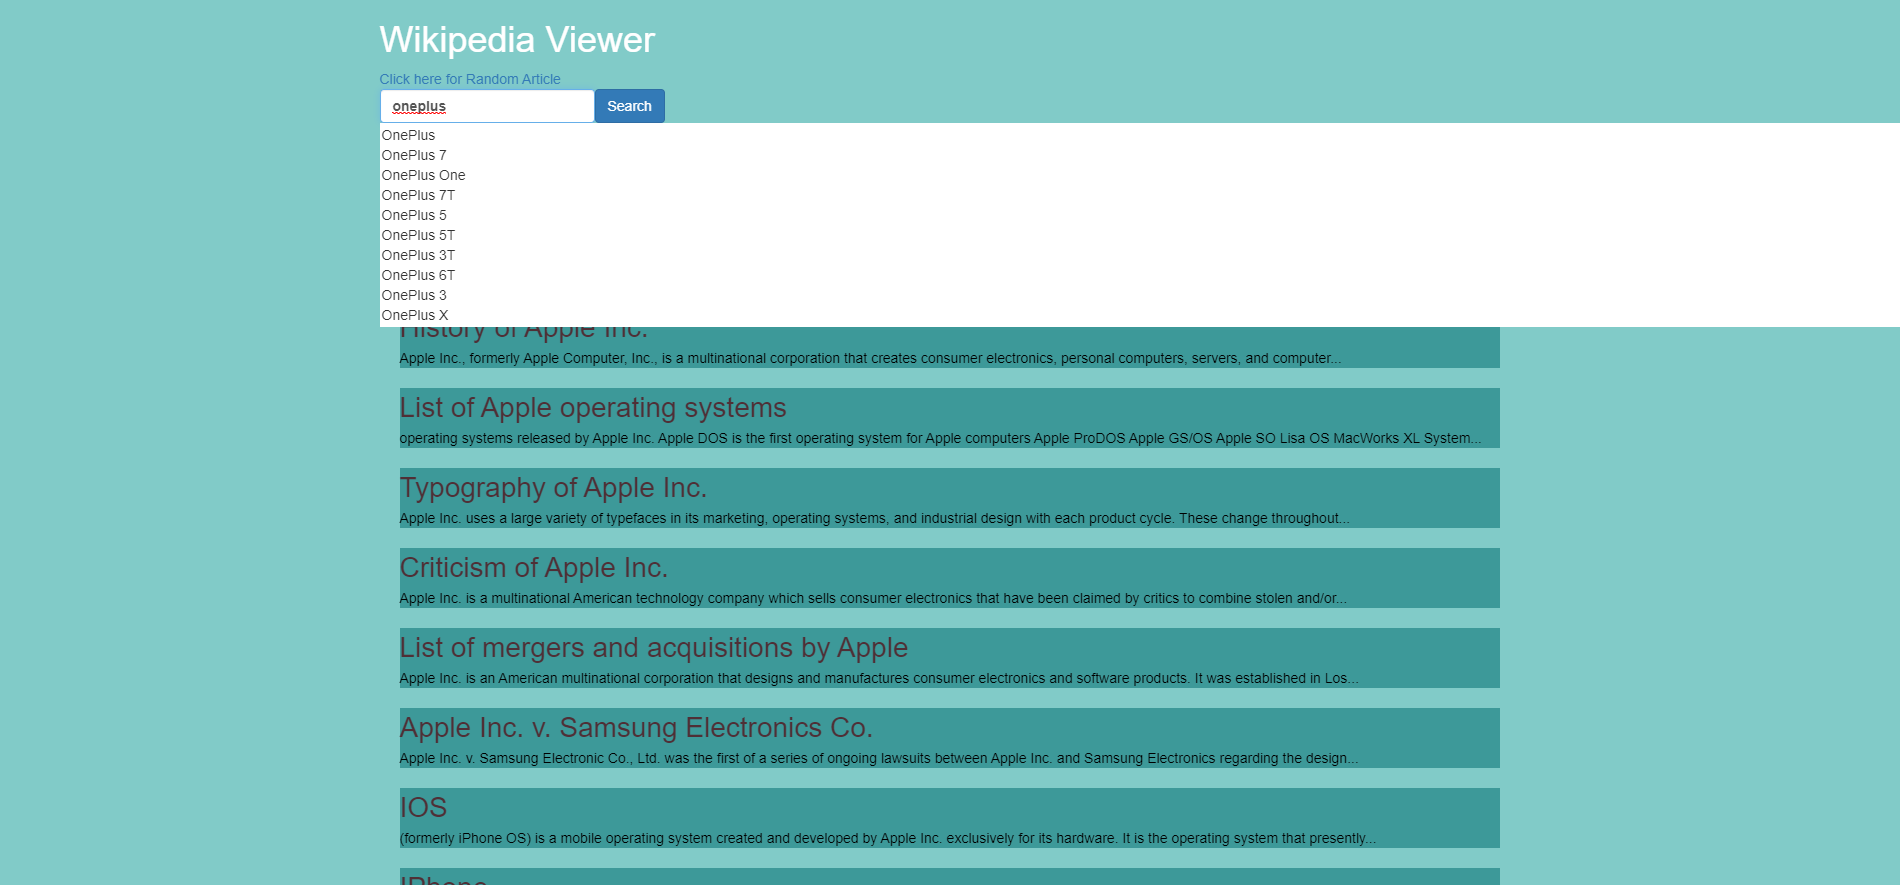 Wikipedia Viewer
Click here for Random Article
oneplus Search
OnePlus
OnePlus 7
OnePlus One
OnePlus 7T
OnePlus 5
OnePlus 5T
OnePlus 3T
OnePlus 6T
OnePlus 3
OnePlus X
History of Apple Inc.
Apple Inc., formerly Apple Computer, Inc., is a multinational corporation that creates consumer electronics, personal computers, servers, and computer...
List of Apple operating systems
operating systems released by Apple Inc. Apple DOS is the first operating system for Apple computers Apple ProDOS Apple GS/OS Apple SO Lisa OS MacWorks XL System...
Typography of Apple Inc.
Apple Inc. uses a large variety of typefaces in its marketing, operating systems, and industrial design with each product cycle. These change throughout...
Criticism of Apple Inc.
Apple Inc. is a multinational American technology company which sells consumer electronics that have been claimed by critics to combine stolen and/or...
List of mergers and acquisitions by Apple
Apple Inc. is an American multinational corporation that designs and manufactures consumer electronics and software products. It was established in Los...
Apple Inc. v. Samsung Electronics Co.
Apple Inc. v. Samsung Electronic Co., Ltd. was the first of a series of ongoing lawsuits between Apple Inc. and Samsung Electronics regarding the design...
IOS
(formerly iPhone OS) is a mobile operating system created and developed by Apple Inc. exclusively for its hardware. It is the operating system that presently...
IPhone